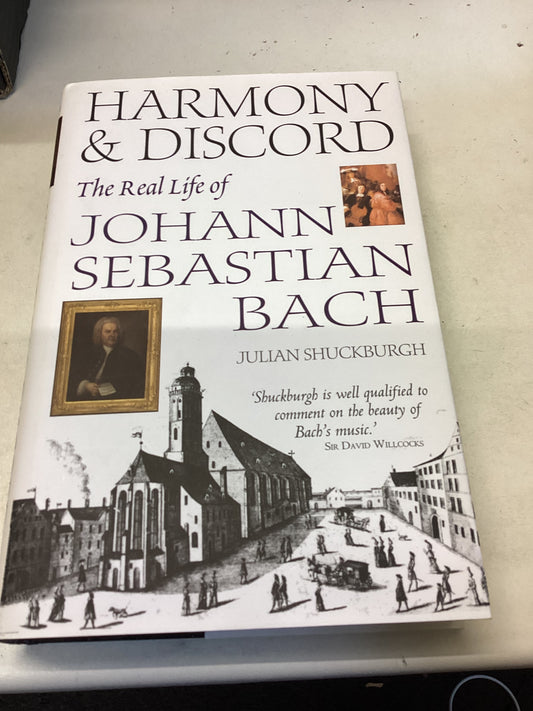 HARMONY
& DISCORD
The Real Life of
JOHANN
SEBASTIAN
BACH
JULIAN SHUCKBURGH
'Shuckburgh is well qualified to
comment on the beauty of
Bach's music.'
SIR DAVID WILLCOCKS